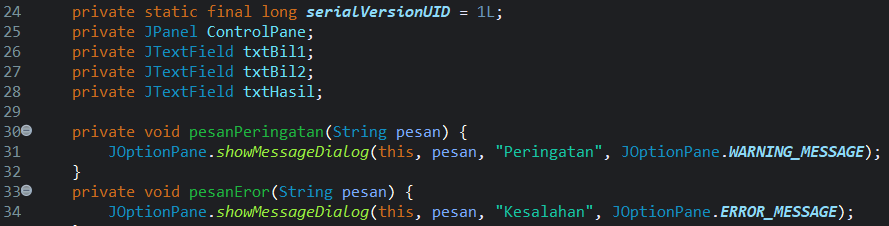 24 private static final long serialVersionUID = 1L;
25 private JPanel ControlPane;
26 private JTextField txtBil1;
27 private JTextField txtBil2;
28 private JTextField txtHasil;
29
30 private void pesanPeringatan(String pesan) {
31 JOptionPane.showMessageDialog(this, pesan, "Peringatan", JOptionPane.WARNING_MESSAGE);
32 }
33 private void pesanEror(String pesan) {
34 JOptionPane.showMessageDialog(this, pesan, "Kesalahan", JOptionPane.ERROR_MESSAGE);